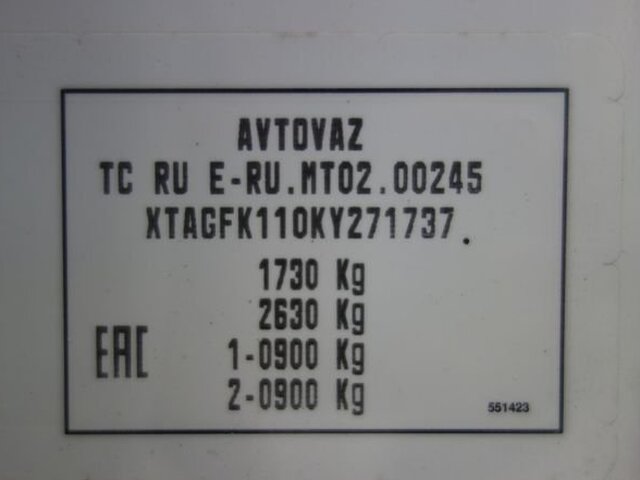 AVTOVAZ
TC RU E-RU.MT02.00245
XTAGFK110KY271737.
1730 Kg
2630 Kg
EAC
1-0900 Kg
2-0900 Kg
551423